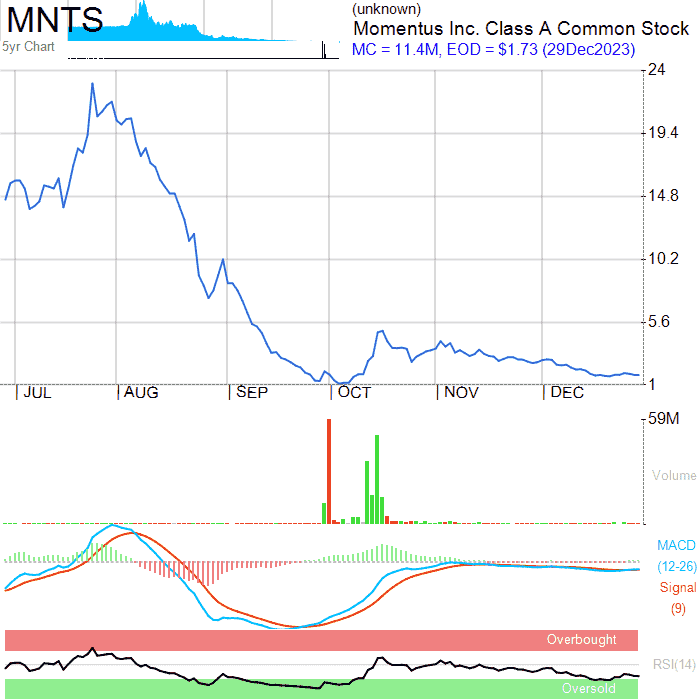 MNTS
(unknown)
Momentus Inc. Class A Common Stock
5yr Chart
MC = 11.4M, EOD = $1.73 (29Dec2023)
24
19.4
14.8
10.2
5.6
1
JUL
AUG
SEP
OCT
NOV
DEC
59M
Volume
MACD
(12-26)
Signal
(9)
Overbought
RSI(14)
Oversold